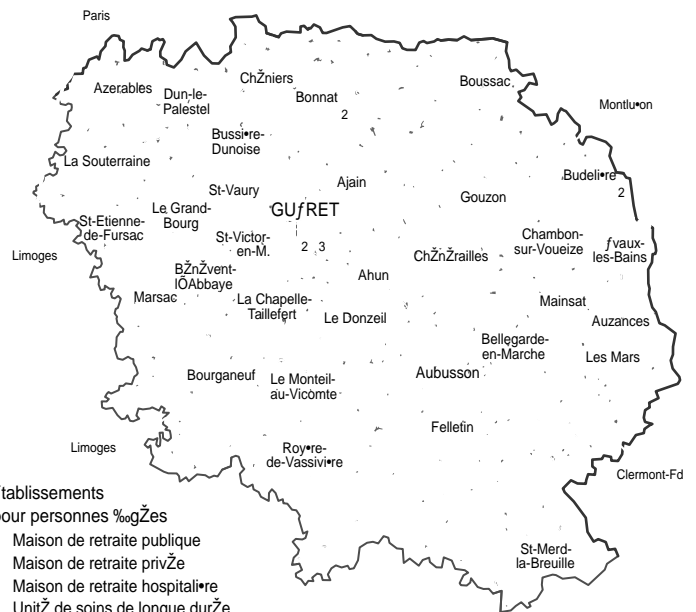 Paris
ChŽniers
Azerables
Boussac
Dun-le-
Palestel
Bonnat
2
Montlu•on
Bussi•re-
Dunoise
La Souterraine
Budeli•re
2
Ajain
St-Vaury
Gouzon
Le Grand-
Bourg
GUƒRET
St-Etienne-
de-Fursac
St-Victor-
en-M.
2 3
Chambon-
sur-Voueize
ƒvaux-
les-Bains
Limoges
ChŽnŽrailles
BŽnŽvent-
lÕAbbaye
Ahun
Marsac
La Chapelle-
Taillefert
Mainsat
Le Donzeil
Auzances
Bellegarde-
en-Marche
Les Mars
Bourganeuf
Le Monteil-
au-Vicomte
Aubusson
Felletin
Limoges
Roy•re-
de-Vassivi•re
Clermont-Fd
tablissements
our personnes ‰gŽes
Maison de retraite publique
Maison de retraite privŽe
Maison de retraite hospitali•re
UnitŽ de soins de longue durŽe
St-Merd-
la-Breuille